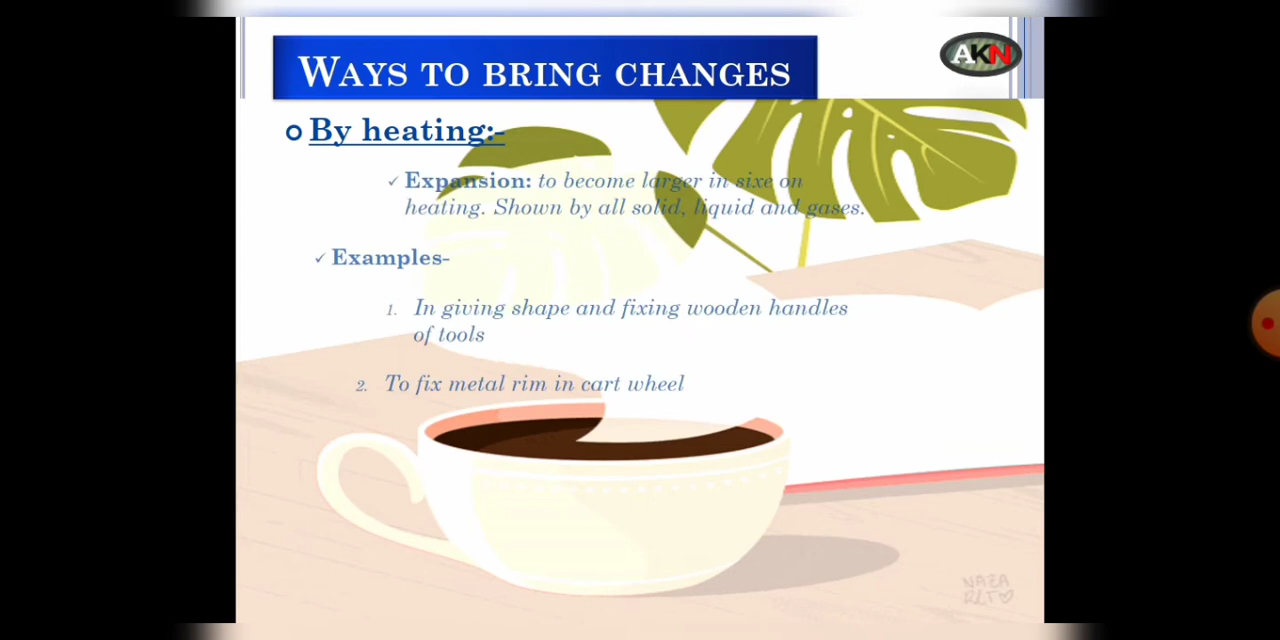 WAYS TO BRING CHANGES
AKN
By heating:-
Expansion: to become larger in sixe on
heating. Shown by all solid, liquid and gases.
Examples-
1. In giving shape and fixing wooden handles
of tools
2. To fix metal rim in cart wheel
NAZA
RLT